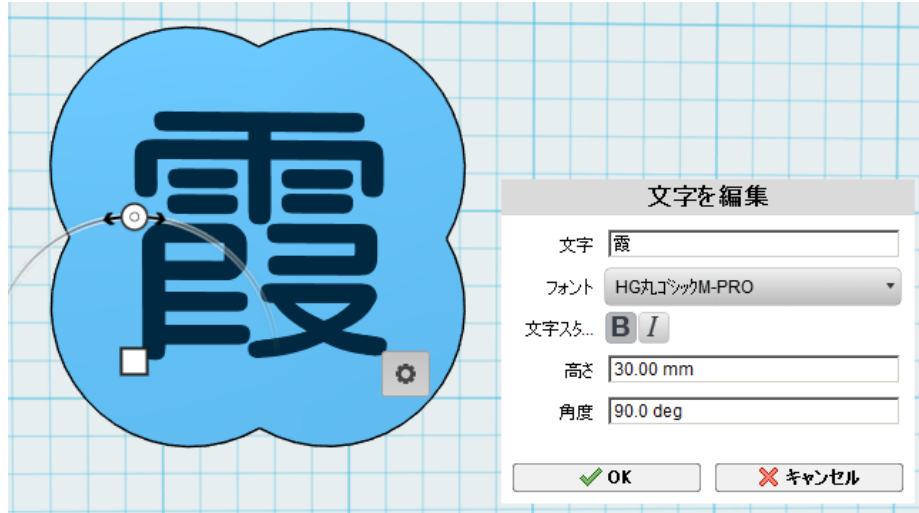 霞
文字を編集
文字 霞
フォント HG丸ゴシックM-PRO
文字スタ... B I
高さ 30.00 mm
角度 90.0 deg
OK キャンセル